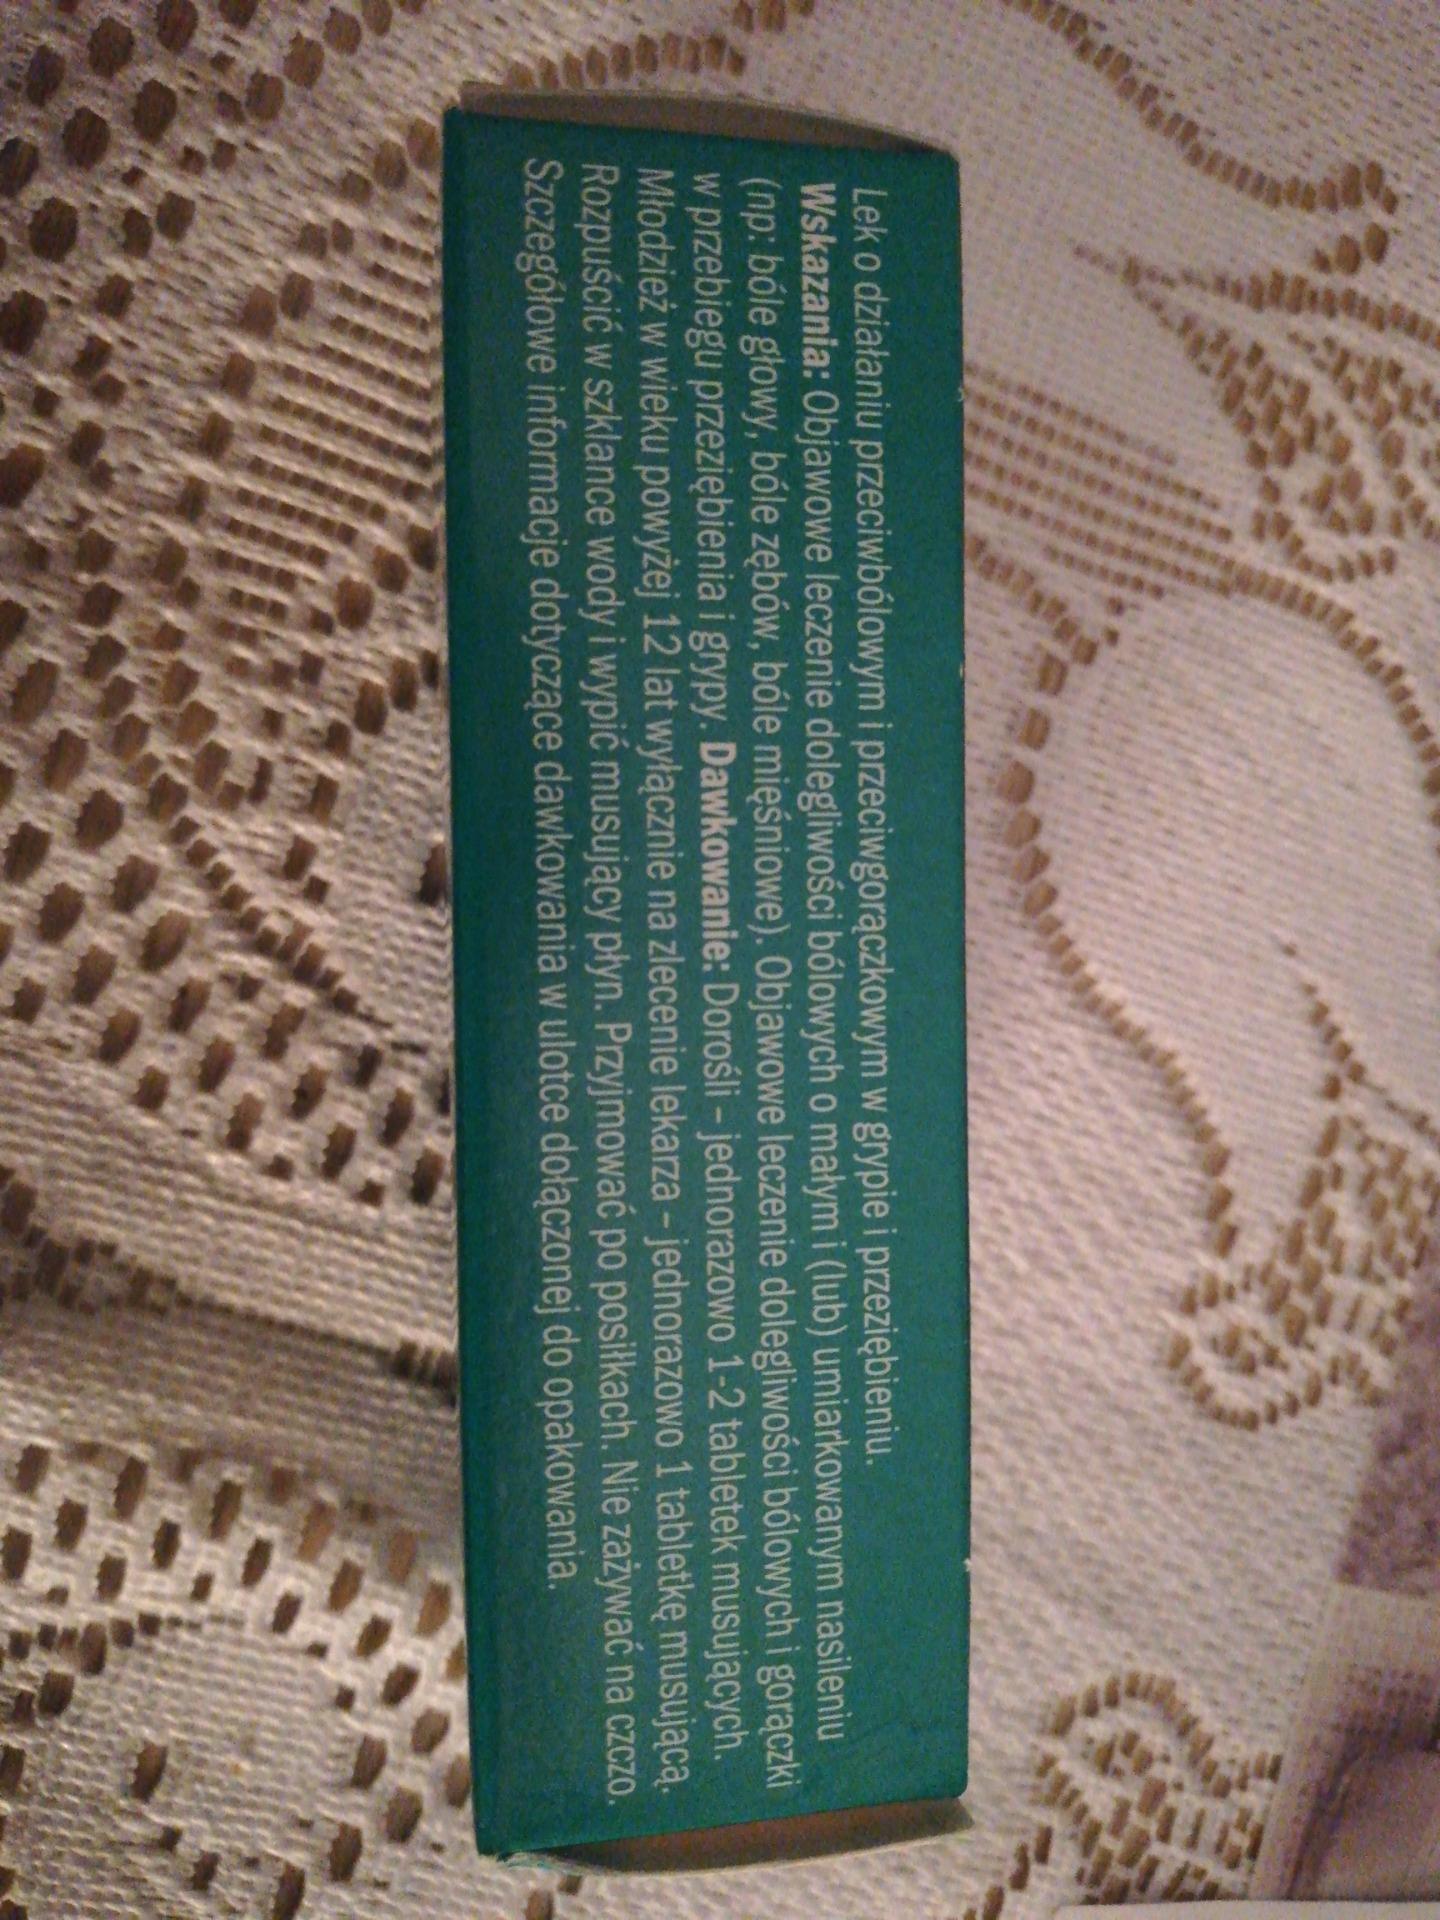 Lek o działaniu przeciwbólowym i przeciwgorączkowym w grypie i przeziębieniu.
Wskazania: Objawowe leczenie dolegliwości bólowych o małym i (lub) umiarkowanym nasileniu
(np: bóle głowy, bóle zębów, bóle mięśniowe). Objawowe leczenie dolegliwości bólowych i gorączki
w przebiegu przeziębienia i grypy. Dawkowanie: Dorośli – jednorazowo 1-2 tabletek musujących.
Młodzież w wieku powyżej 12 lat wyłącznie na zlecenie lekarza – jednorazowo 1 tabletkę musującą.
Rozpuścić w szklance wody i wypić musujący płyn. Przyjmować po posiłkach. Nie zażywać na czczo.
Szczegółowe informacje dotyczące dawkowania w ulotce dołączonej do opakowania.